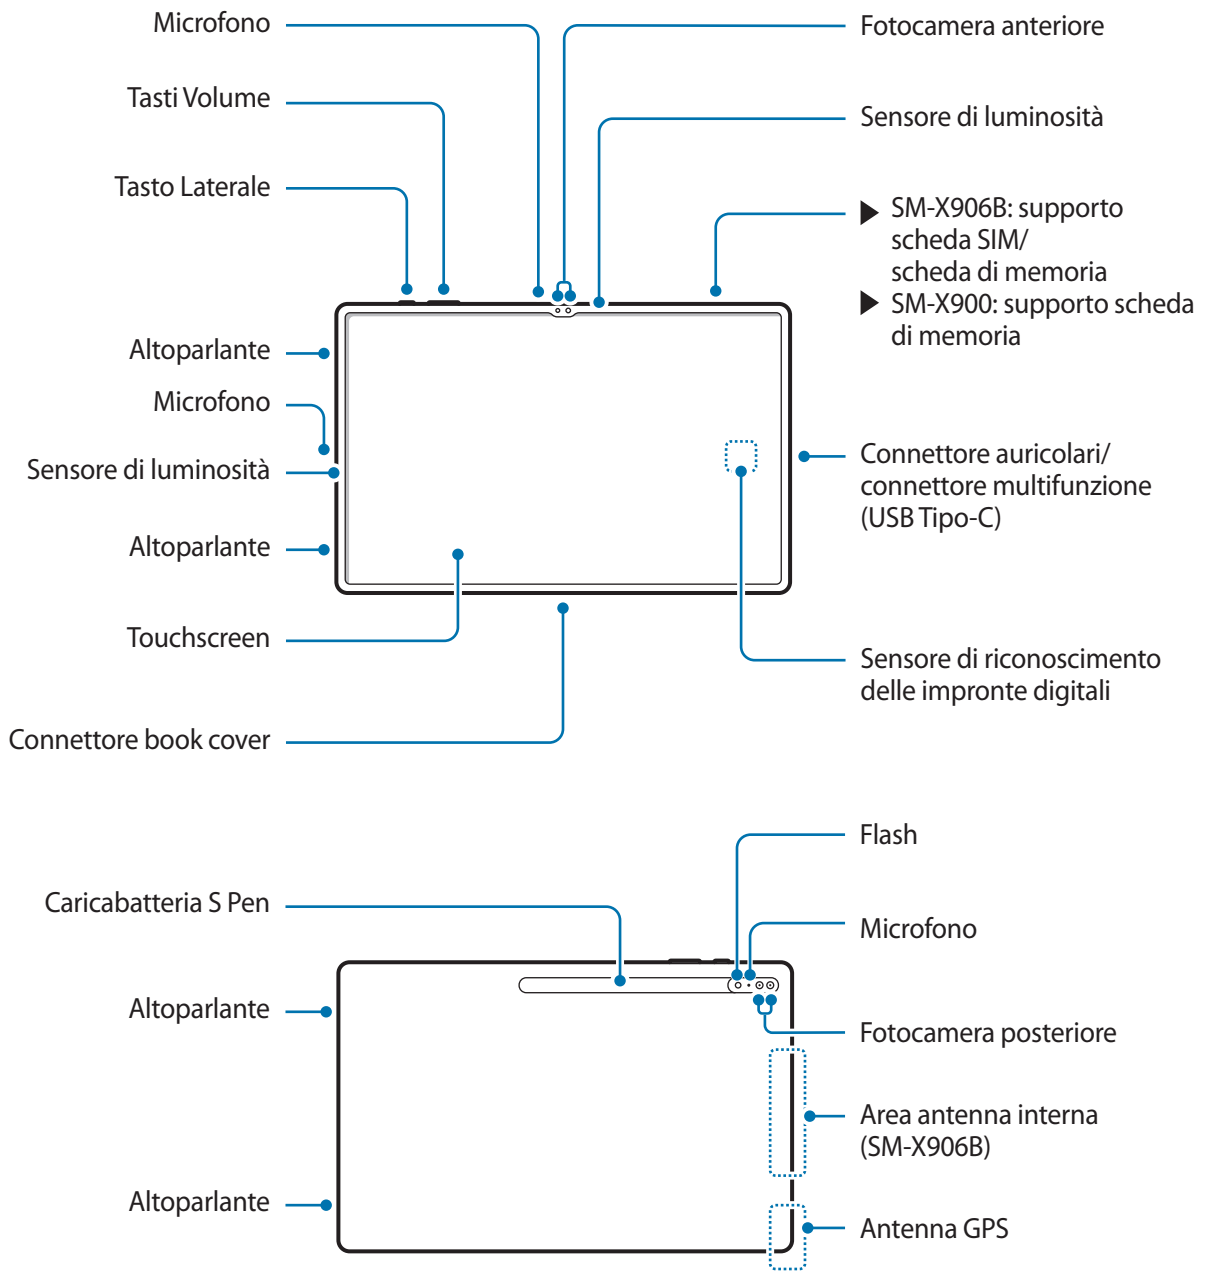 Microfono
Tasti Volume
Tasto Laterale
Altoparlante
Microfono
Sensore di luminosità
Altoparlante
Touchscreen
Connettore book cover
Fotocamera anteriore
Sensore di luminosità
SM-X906B: supporto
scheda SIM/
scheda di memoria
SM-X900: supporto scheda
di memoria
Connettore auricolari/
connettore multifunzione
(USB Tipo-C)
Sensore di riconoscimento
delle impronte digitali
Caricabatteria S Pen
Altoparlante
Altoparlante
Flash
Microfono
Fotocamera posteriore
Area antenna interna
(SM-X906B)
Antenna GPS